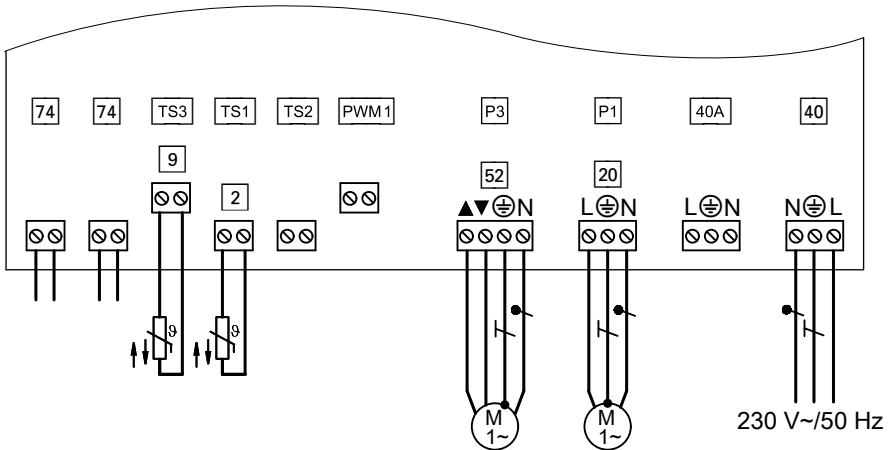 74 74 TS3 TS1 TS2 PWM1 P3 P1 40A 40
9 52 20
2
▲▼⏚N L⏚N L⏚N N⏚L
ϑ ϑ
M M
1~ 1~
230 V~/50 Hz